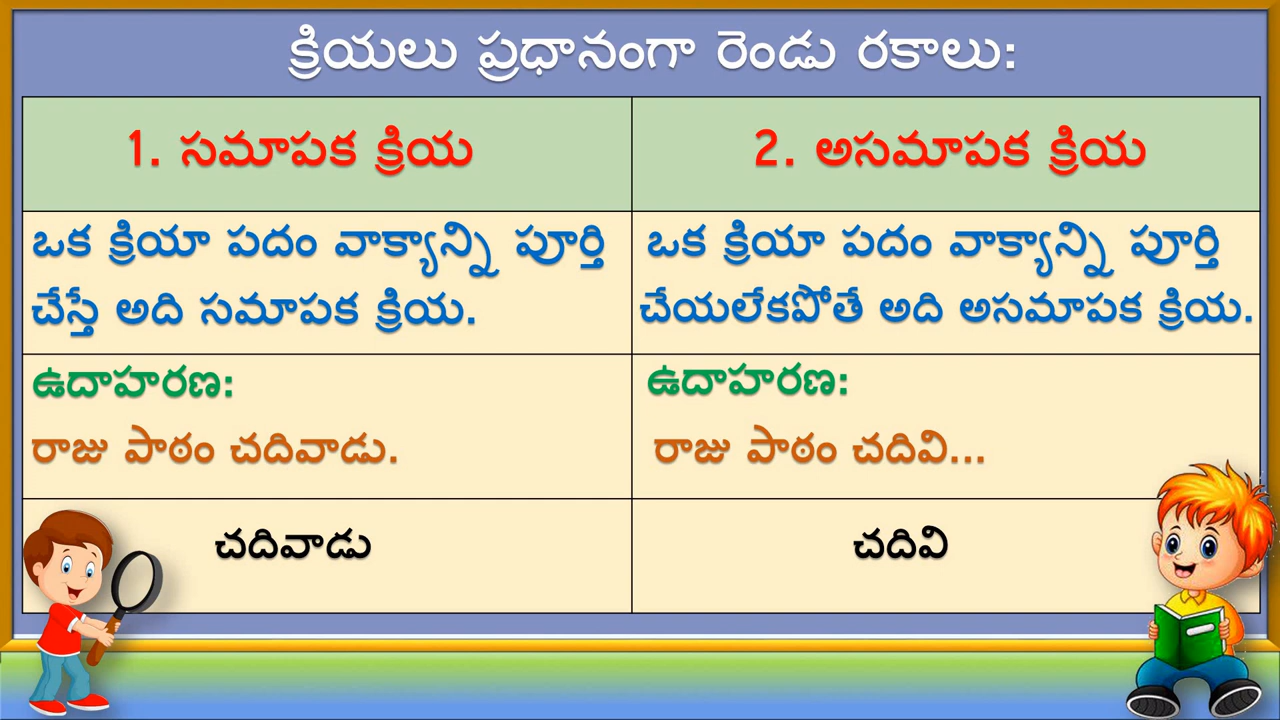 క్రియలు ప్రధానంగా రెండు రకాలు:
1. సమాపక క్రియ
2. అసమాపక క్రియ
ఒక క్రియా పదం వాక్యాన్ని పూర్తి
చేస్తే అది సమాపక క్రియ.
ఒక క్రియా పదం వాక్యాన్ని పూర్తి
చేయలేకపోతే అది అసమాపక క్రియ.
ఉదాహరణ:
రాజు పాఠం చదివాడు.
ఉదాహరణ:
రాజు పాఠం చదివి...
చదివాడు
చదివి